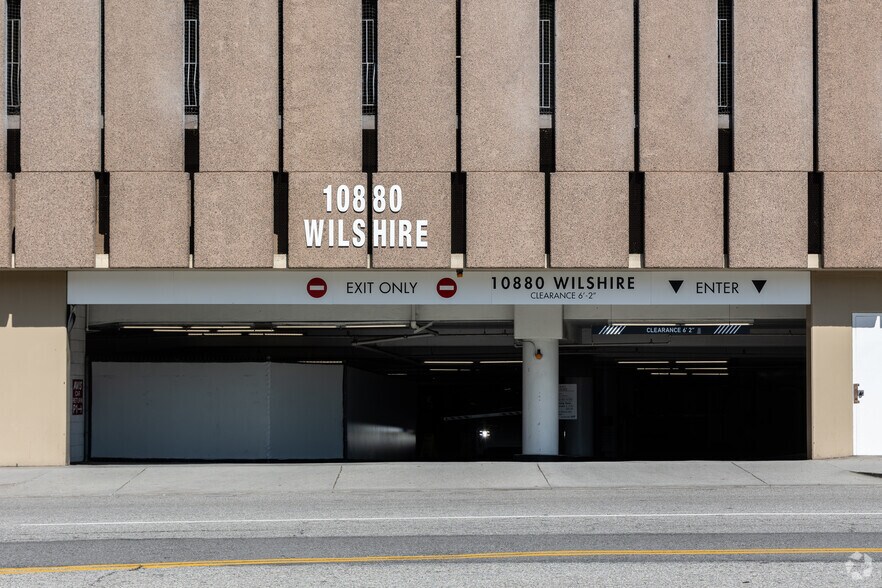 10880
WILSHIRE
EXIT ONLY
10880 WILSHIRE
CLEARANCE 6'-2"
ENTER
CLEARANCE 6' 2"